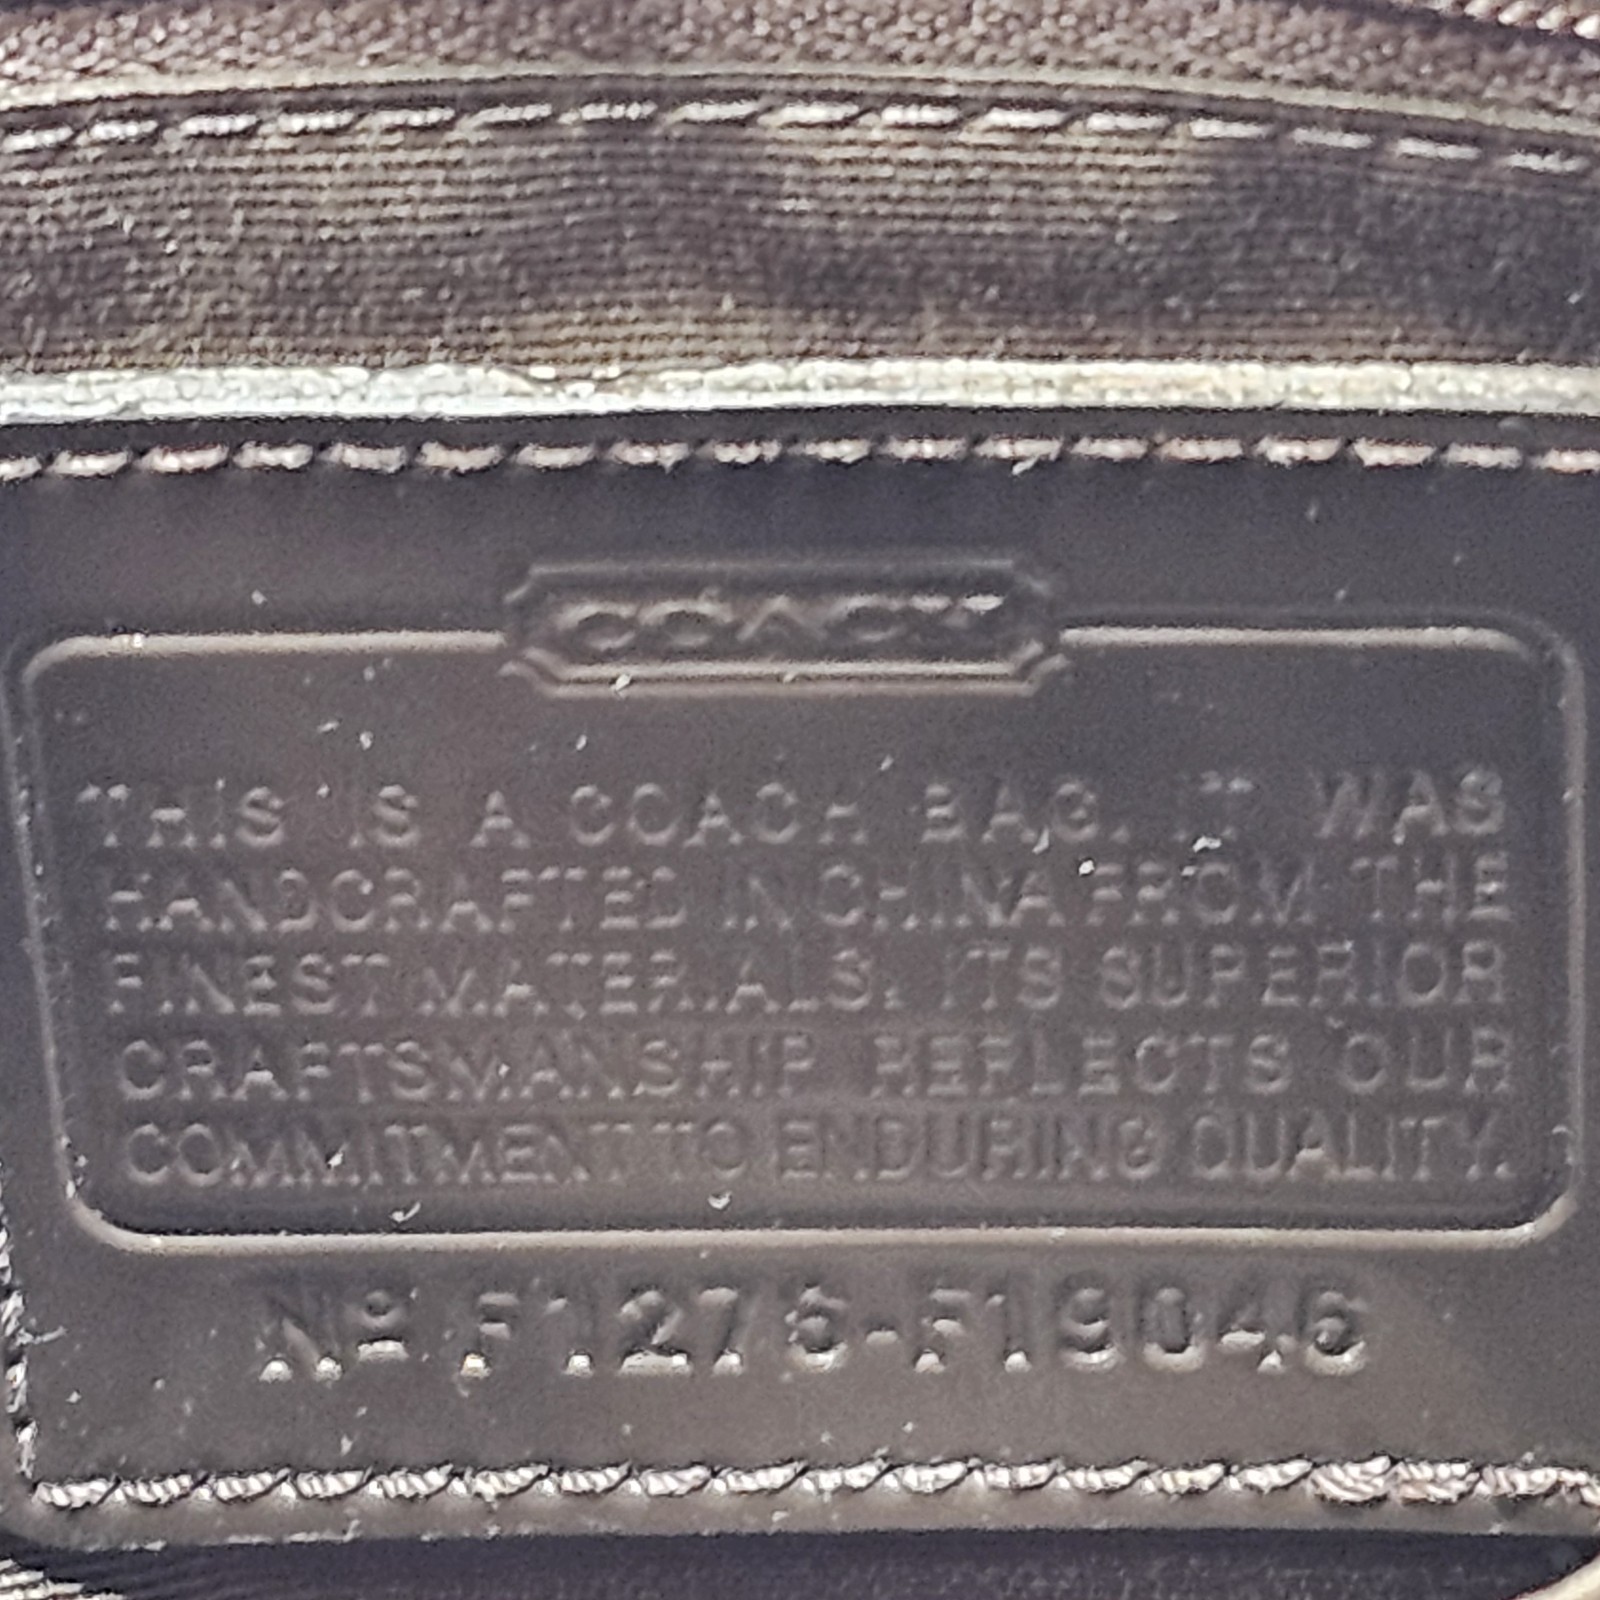 COACH
THIS IS A COACH BAG. IT WAS
HANDCRAFTED IN CHINA FROM THE
FINEST MATERIALS. ITS SUPERIOR
CRAFTSMANSHIP REFLECTS OUR
COMMITMENT TO ENDURING QUALITY.
Nº F1276-F19046